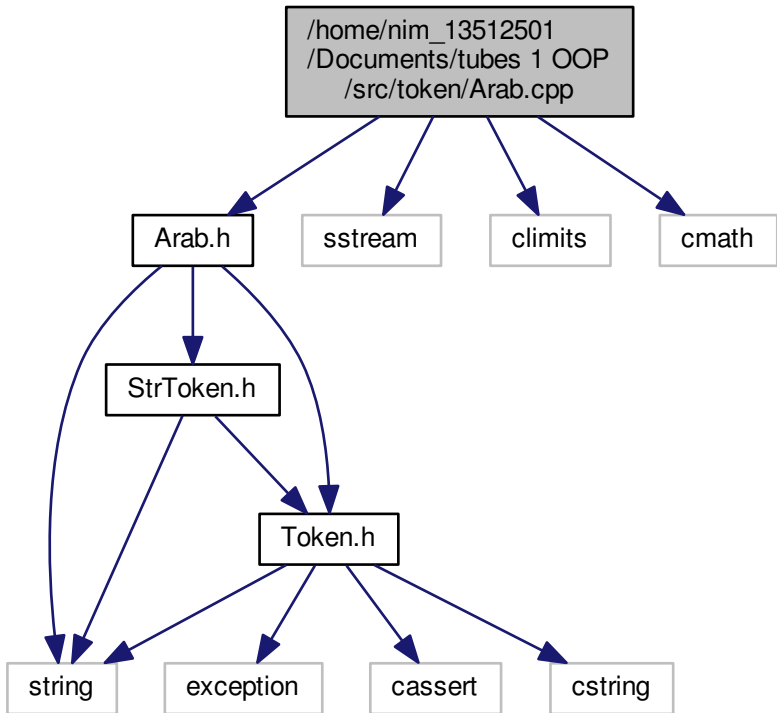 /home/nim_13512501
/Documents/tubes 1 OOP
/src/token/Arab.cpp
Arab.h
sstream
climits
cmath
StrToken.h
Token.h
string
exception
cassert
cstring